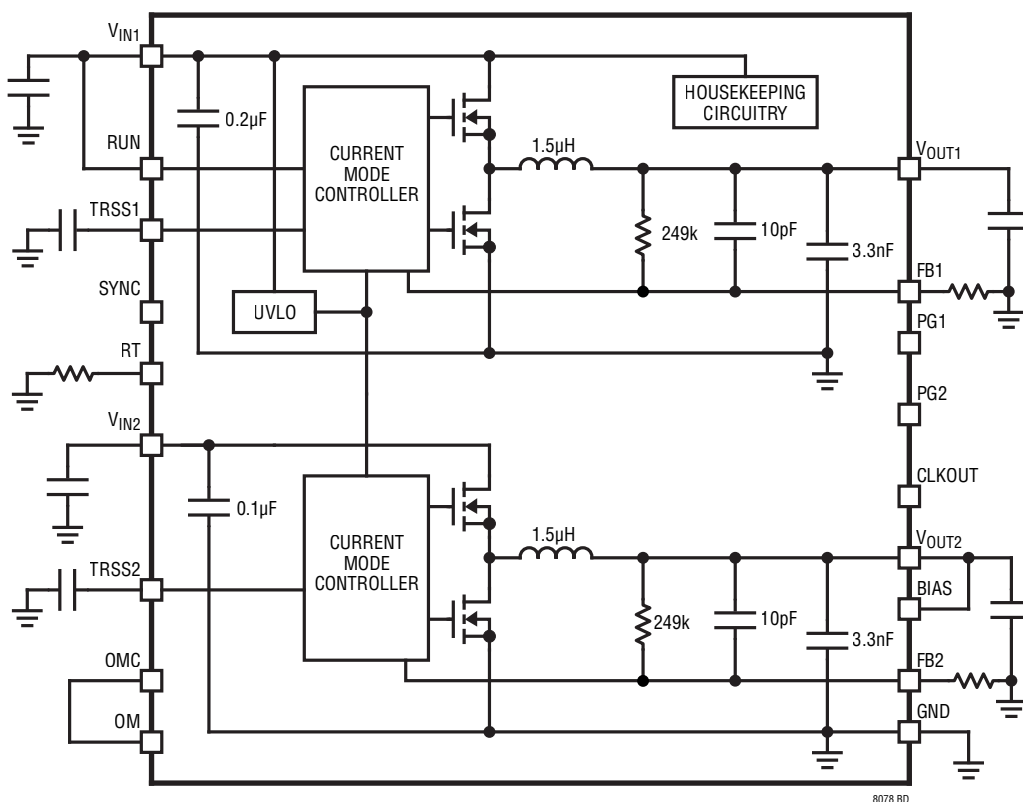 VIN1
0.2µF
HOUSEKEEPING
CIRCUITRY
RUN
CURRENT
MODE
CONTROLLER
1.5µH
VOUT1
TRSS1
249k
10pF
3.3nF
FB1
SYNC
UVLO
PG1
RT
PG2
VIN2
0.1µF
CLKOUT
CURRENT
MODE
CONTROLLER
1.5µH
VOUT2
TRSS2
BIAS
249k
10pF
3.3nF
OMC
FB2
OM
GND
8078 BD